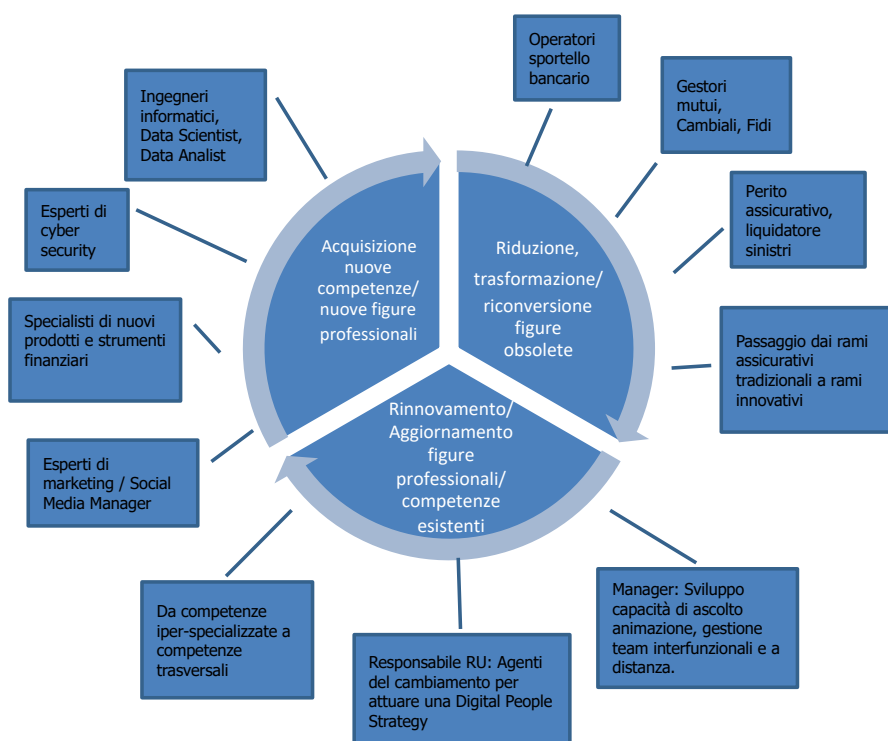 Operatori
sportello
bancario
Gestori
mutui,
Cambiali, Fidi
Perito
assicurativo,
liquidatore
sinistri
Passaggio dai rami
assicurativi
tradizionali a rami
innovativi
Riduzione,
trasformazione/
riconversione
figure
obsolete
Ingegneri
informatici,
Data Scientist,
Data Analist
Esperti di
cyber
security
Specialisti di nuovi
prodotti e strumenti
finanziari
Esperti di
marketing / Social
Media Manager
Acquisizione
nuove
competenze/
nuove figure
professionali
Rinnovamento/
Aggiornamento
figure
professionali/
competenze
esistenti
Da competenze
iper-specializzate a
competenze
trasversali
Responsabile RU: Agenti
del cambiamento per
attuare una Digital People
Strategy
Manager: Sviluppo
capacità di ascolto
animazione, gestione
team interfunzionali e a
distanza.